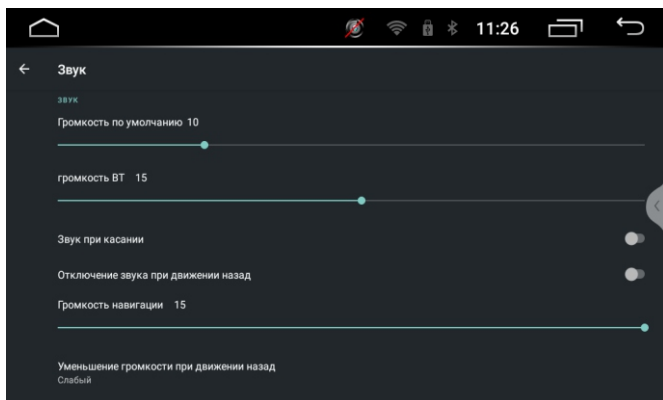 11:26
Звук
ЗВУК
Громкость по умолчанию 10
громкость ВТ 15
Звук при касании
Отключение звука при движении назад
Громкость навигации 15
Уменьшение громкости при движении назад
Слабый